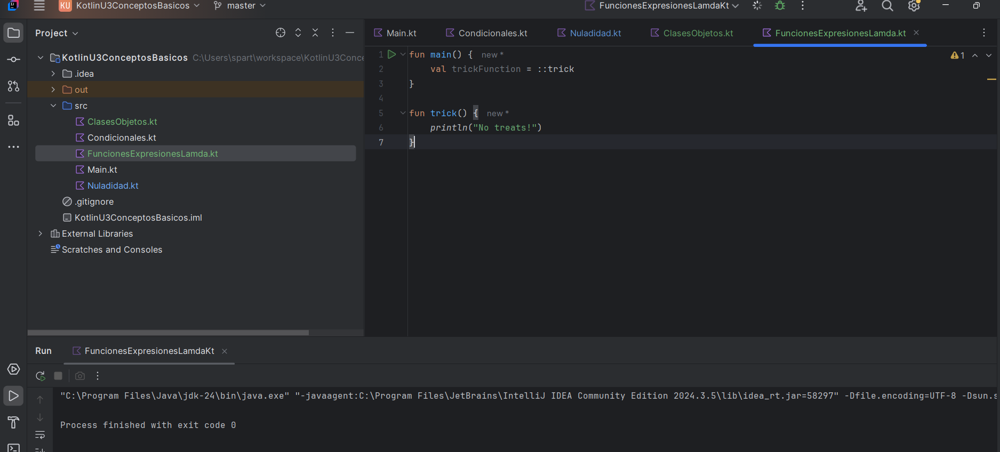 KU KotlinU3ConceptosBasicos master FuncionesExpresionesLamdaKt
Project
KotlinU3ConceptosBasicos C:\Users\spart\workspace\KotlinU3Conce
.idea
out
src
ClasesObjetos.kt
Condicionales.kt
FuncionesExpresionesLamda.kt
Main.kt
Nuladidad.kt
.gitignore
KotlinU3ConceptosBasicos.iml
External Libraries
Scratches and Consoles
Main.kt Condicionales.kt Nuladidad.kt ClasesObjetos.kt FuncionesExpresionesLamda.kt
1 fun main() { new *
2 val trickFunction = ::trick
3 }
4
5 fun trick() { new *
6 println("No treats!")
7 }
1
Run FuncionesExpresionesLamdaKt
"C:\Program Files\Java\jdk-24\bin\java.exe" "-javaagent:C:\Program Files\JetBrains\IntelliJ IDEA Community Edition 2024.3.5\lib\idea_rt.jar=58297" -Dfile.encoding=UTF-8 -Dsun.s
Process finished with exit code 0